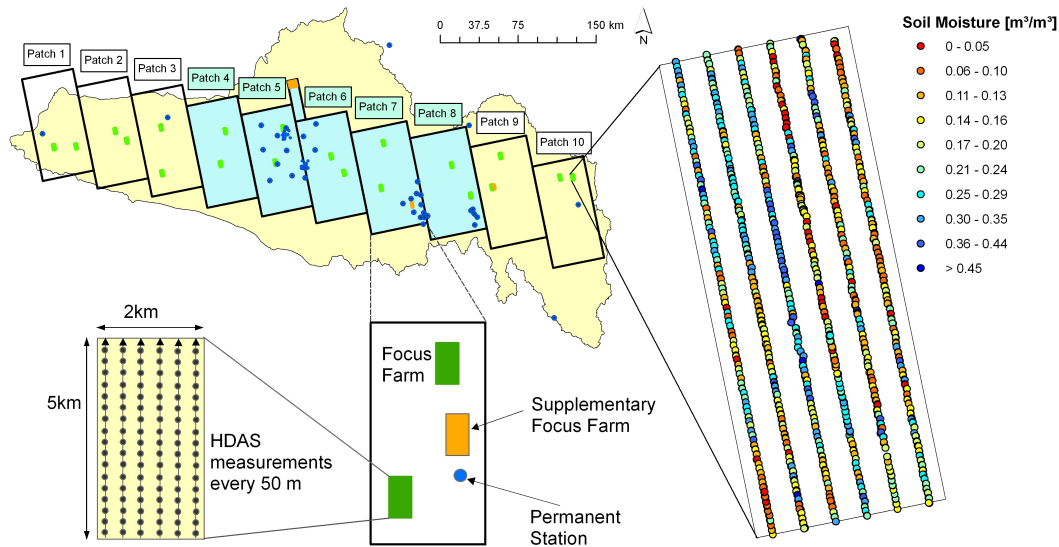 Patch 1
Patch 2
Patch 3
Patch 4
Patch 5
Patch 6
Patch 7
Patch 8
Patch 9
Patch 10
0 37.5 75 150 km
N
Soil Moisture [m³/m³]
0 - 0.05
0.06 - 0.10
0.11 - 0.13
0.14 - 0.16
0.17 - 0.20
0.21 - 0.24
0.25 - 0.29
0.30 - 0.35
0.36 - 0.44
> 0.45
2km
5km
HDAS
measurements
every 50 m
Focus
Farm
Supplementary
Focus Farm
Permanent
Station